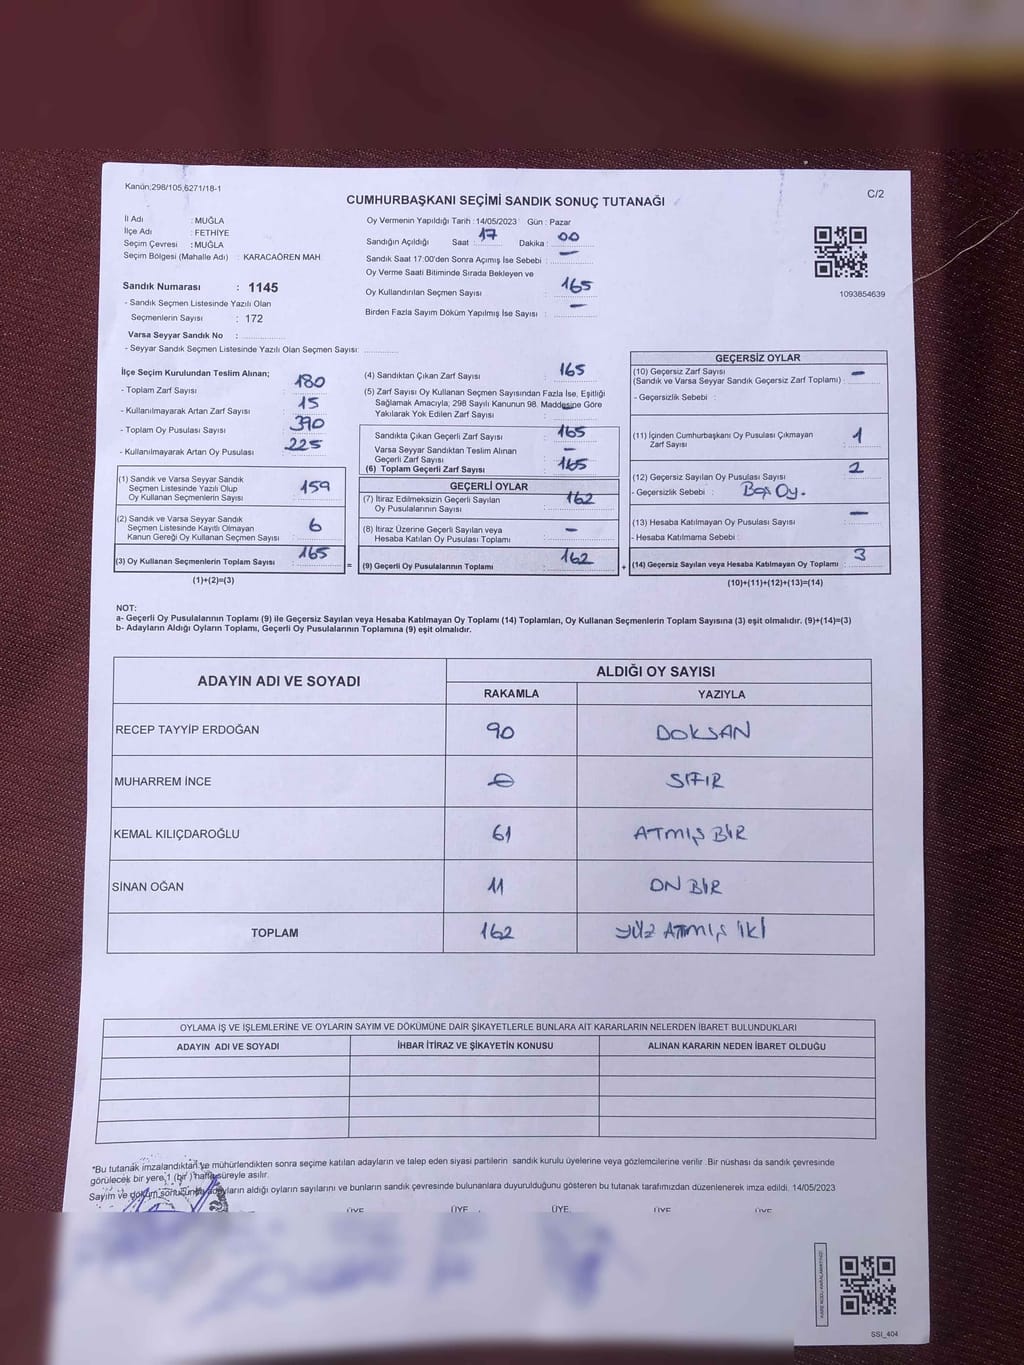 Kanun;298/105,6271/18-1
C/2
CUMHURBAŞKANI SEÇİMİ SANDIK SONUÇ TUTANAĞI
İl Adı : MUĞLA
İlçe Adı : FETHİYE
Seçim Çevresi : MUĞLA
Seçim Bölgesi (Mahalle Adı) : KARACAÖREN MAH
Sandık Numarası : 1145
- Sandık Seçmen Listesinde Yazılı Olan
Seçmenlerin Sayısı : 172
Varsa Seyyar Sandık No :
- Seyyar Sandık Seçmen Listesinde Yazılı Olan Seçmen Sayısı:
Oy Vermenin Yapıldığı Tarih : 14/05/2023 Gün : Pazar
Sandığın Açıldığı Saat : 17 Dakika : 00
Sandık Saat 17:00'den Sonra Açımış İse Sebebi : —
Oy Verme Saati Bitiminde Sırada Bekleyen ve
Oy Kullandırılan Seçmen Sayısı : 165
Birden Fazla Sayım Döküm Yapılmış İse Sayısı : —
1093854639
İlçe Seçim Kurulundan Teslim Alınan;
- Toplam Zarf Sayısı : 180
- Kullanılmayarak Artan Zarf Sayısı : 15
- Toplam Oy Pusulası Sayısı : 390
- Kullanılmayarak Artan Oy Pusulası : 225
(1) Sandık ve Varsa Seyyar Sandık
Seçmen Listesinde Yazılı Olup
Oy Kullanan Seçmenlerin Sayısı : 159
(2) Sandık ve Varsa Seyyar Sandık
Seçmen Listesinde Kayıtlı Olmayan
Kanun Gereği Oy Kullanan Seçmen Sayısı : 6
(3) Oy Kullanan Seçmenlerin Toplam Sayısı : 165
(1)+(2)=(3)
(4) Sandıktan Çıkan Zarf Sayısı : 165
(5) Zarf Sayısı Oy Kullanan Seçmen Sayısından Fazla İse, Eşitliği
Sağlamak Amacıyla; 298 Sayılı Kanunun 98. Maddesine Göre
Yakılarak Yok Edilen Zarf Sayısı : —
Sandıkta Çıkan Geçerli Zarf Sayısı : 165
Varsa Seyyar Sandıktan Teslim Alınan
Geçerli Zarf Sayısı : —
(6) Toplam Geçerli Zarf Sayısı : 165
GEÇERLİ OYLAR
(7) İtiraz Edilmeksizin Geçerli Sayılan
Oy Pusulalarının Sayısı : 162
(8) İtiraz Üzerine Geçerli Sayılan veya
Hesaba Katılan Oy Pusulası Toplamı : —
= (9) Geçerli Oy Pusulalarının Toplamı : 162
GEÇERSİZ OYLAR
(10) Geçersiz Zarf Sayısı
(Sandık ve Varsa Seyyar Sandık Geçersiz Zarf Toplamı) : —
- Geçersizlik Sebebi :
(11) İçinden Cumhurbaşkanı Oy Pusulası Çıkmayan
Zarf Sayısı : 1
(12) Geçersiz Sayılan Oy Pusulası Sayısı : 2
- Geçersizlik Sebebi : Boş Oy.
(13) Hesaba Katılmayan Oy Pusulası Sayısı : —
- Hesaba Katılmama Sebebi :
+ (14) Geçersiz Sayılan veya Hesaba Katılmayan Oy Toplamı : 3
(10)+(11)+(12)+(13)=(14)
NOT:
a- Geçerli Oy Pusulalarının Toplamı (9) ile Geçersiz Sayılan veya Hesaba Katılmayan Oy Toplamı (14) Toplamları, Oy Kullanan Seçmenlerin Toplam Sayısına (3) eşit olmalıdır. (9)+(14)=(3)
b- Adayların Aldığı Oyların Toplamı, Geçerli Oy Pusulalarının Toplamına (9) eşit olmalıdır.
ADAYIN ADI VE SOYADI ALDIĞI OY SAYISI
RAKAMLA YAZIYLA
RECEP TAYYİP ERDOĞAN 90 DOKSAN
MUHARREM İNCE 0 SIFIR
KEMAL KILIÇDAROĞLU 61 ATMIŞ BİR
SİNAN OĞAN 11 ON BİR
TOPLAM 162 YÜZ ATMIŞ İKİ
OYLAMA İŞ VE İŞLEMLERİNE VE OYLARIN SAYIM VE DÖKÜMÜNE DAİR ŞİKAYETLERLE BUNLARA AİT KARARLARIN NELERDEN İBARET BULUNDUKLARI
ADAYIN ADI VE SOYADI İHBAR İTİRAZ VE ŞİKAYETİN KONUSU ALINAN KARARIN NEDEN İBARET OLDUĞU
"Bu tutanak imzalandıktan ve mühürlendikten sonra seçime katılan adayların ve talep eden siyasi partilerin sandık kurulu üyelerine veya gözlemcilerine verilir. Bir nüshası da sandık çevresinde
görülecek bir yere 1 (bir ) hafta süreyle asılır.
Sayım ve döküm sonucunda adayların aldığı oyların sayılarını ve bunların sandık çevresinde bulunanlara duyurulduğunu gösteren bu tutanak tarafımızdan düzenlenerek imza edildi. 14/05/2023
ÜYE ÜYE ÜYE ÜYE ÜYE
SSI_404